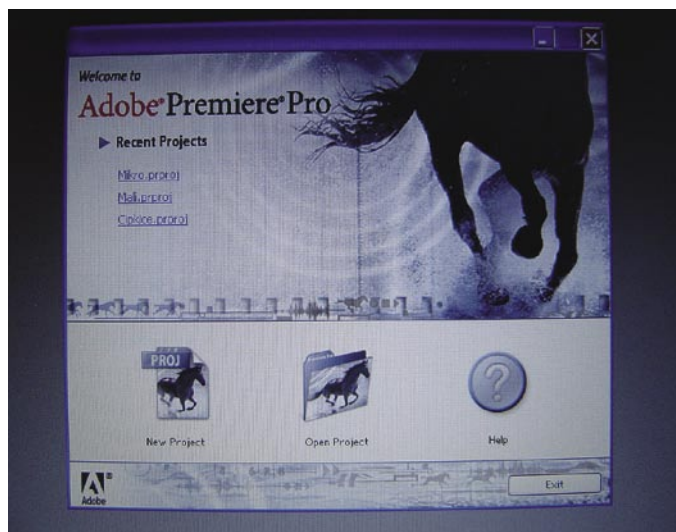 Welcome to
Adobe® Premiere® Pro
Recent Projects
Mikro.prproj
Mali.prproj
Cipkice.prproj
PROJ
New Project
Open Project
?
Help
Adobe
Exit